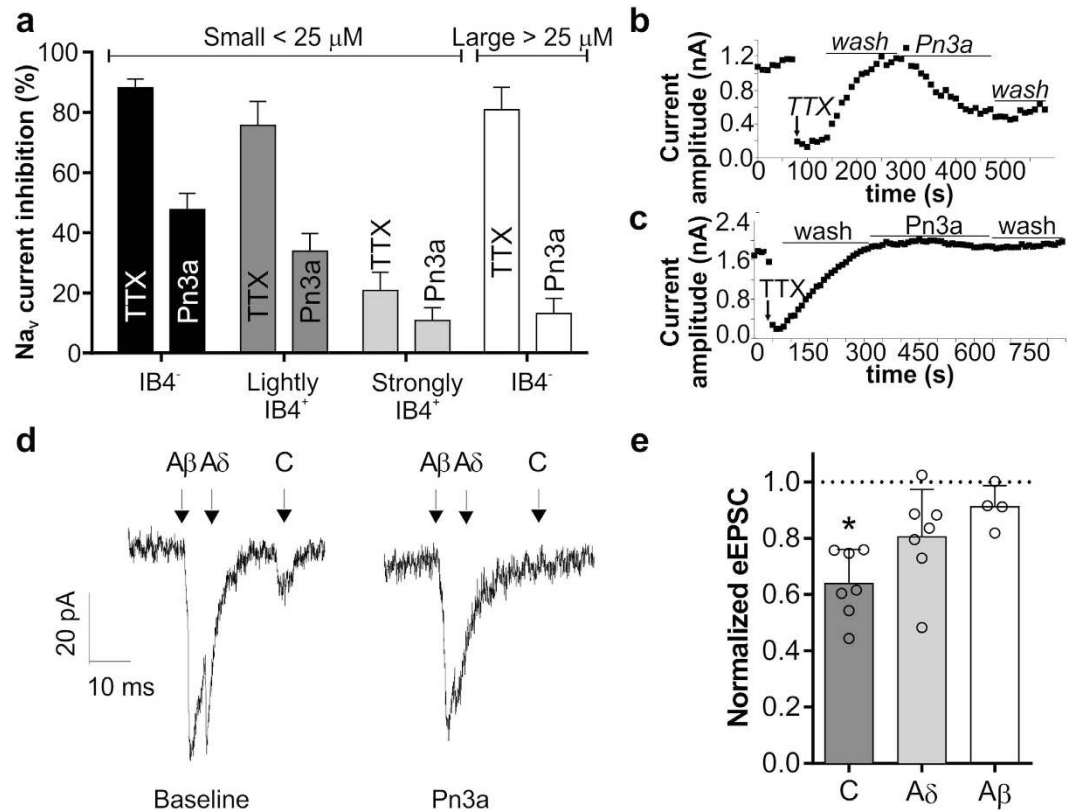 a
Small < 25 μM
Large > 25 μM
Nav current inhibition (%)
100
80
60
40
20
0
TTX
Pn3a
TTX
Pn3a
TTX
Pn3a
TTX
Pn3a
IB4-
Lightly
IB4+
Strongly
IB4+
IB4-
b
Current
amplitude (nA)
1.2
0.8
0.4
0.0
wash
Pn3a
wash
TTX
0 100 200 300 400 500
time (s)
c
Current
amplitude (nA)
2.4
1.6
0.8
0.0
wash
Pn3a
wash
TTX
0 150 300 450 600 750
time (s)
d
Aβ Aδ C
Aβ Aδ C
20 pA
10 ms
Baseline
Pn3a
e
Normalized eEPSC
1.0
0.8
0.6
0.4
0.2
0.0
*
C Aδ Aβ